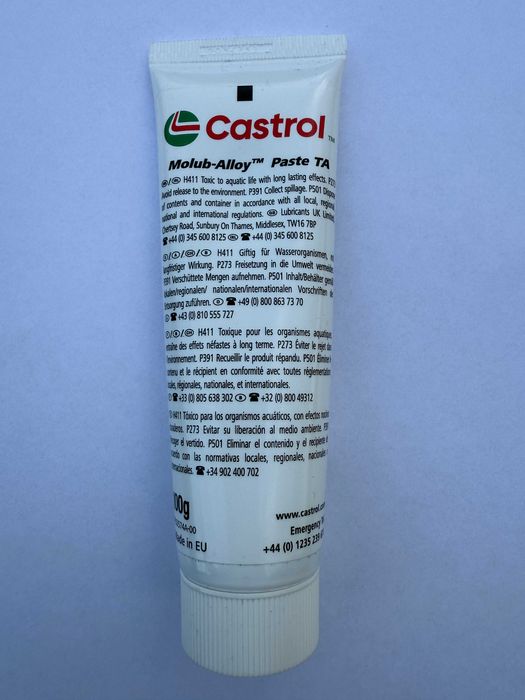 Castrol™
Molub-Alloy™ Paste TA
H411 Toxic to aquatic life with long lasting effects. P273
Avoid release to the environment. P391 Collect spillage. P501
of contents and container in accordance with all local, regional,
national and international regulations. Lubricants UK Limited
Chertsey Road, Sunbury On Thames, Middlesex, TW16 7BP
+44 (0) 345 600 8125 +44 (0) 345 600 8125
H411 Giftig für Wasserorganismen,
langfristiger Wirkung. P273 Freisetzung in die Umwelt vermeiden
P391 Verschüttete Mengen aufnehmen. P501 Inhalt/Behälter gemäß
lokalen/regionalen/ nationalen/internationalen Vorschriften der
Entsorgung zuführen. +49 (0) 800 863 73 70
+43 (0) 810 555 727
H411 Toxique pour les organismes aquatiques
entraîne des effets néfastes à long terme. P273 Éviter le rejet dans
l'environnement. P391 Recueillir le produit répandu. P501 Éliminer le
contenu et le récipient en conformité avec toutes réglementations
locales, régionales, nationales, et internationales.
+33 (0) 805 638 302 +32 (0) 800 49312
H411 Tóxico para los organismos acuáticos, con efectos nocivos
duraderos. P273 Evitar su liberación al medio ambiente. P391
Recoger el vertido. P501 Eliminar el contenido y el recipiente
acuerdo con las normativas locales, regionales, nacionales
internacionales. +34 902 400 702
00g
www.castrol.com
574A-00
Emergency
Made in EU
+44 (0) 1235 239